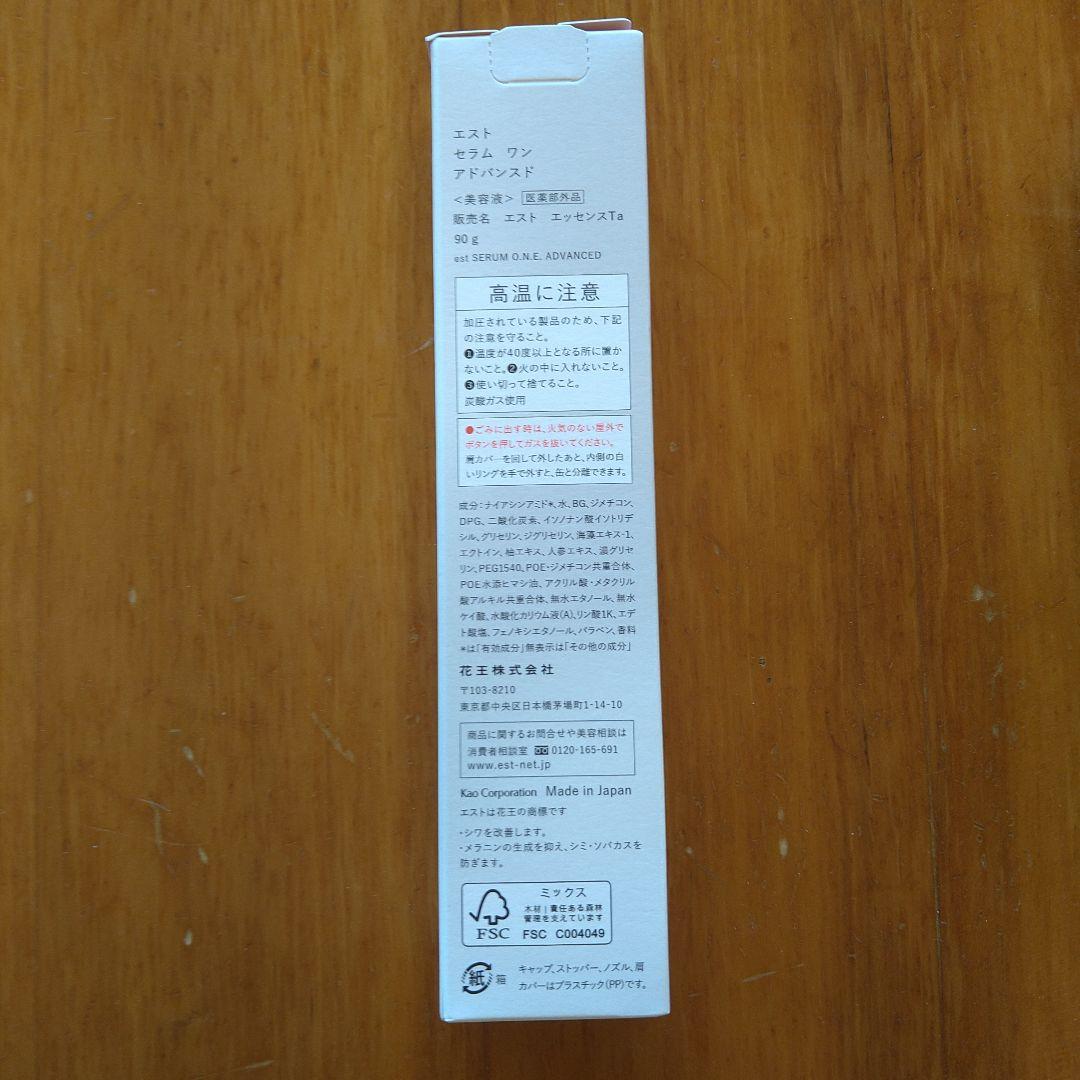 エスト
セラム ワン
アドバンスド
＜美容液＞ 医薬部外品
販売名 エスト エッセンスTa
90 g
est SERUM O.N.E. ADVANCED
高温に注意
加圧されている製品のため、下記
の注意を守ること。
❶温度が40度以上となる所に置か
ないこと。❷火の中に入れないこと。
❸使い切って捨てること。
炭酸ガス使用
●ごみに出す時は、火気のない屋外で
ボタンを押してガスを抜いてください。
肩カバーを回して外したあと、内側の白
いリングを手で外すと、缶と分離できます。
成分：ナイアシンアミド*、水、BG、ジメチコン、
DPG、二酸化炭素、イソノナン酸イソトリデ
シル、グリセリン、ジグリセリン、海藻エキス-1、
エクトイン、柚エキス、人参エキス、濃グリセ
リン、PEG1540、POE・ジメチコン共重合体、
POE水添ヒマシ油、アクリル酸・メタクリル
酸アルキル共重合体、無水エタノール、無水
ケイ酸、水酸化カリウム液(A)、リン酸1K、エデ
ト酸塩、フェノキシエタノール、パラベン、香料
*は「有効成分」無表示は「その他の成分」
花王株式会社
〒103-8210
東京都中央区日本橋茅場町1-14-10
商品に関するお問合せや美容相談は
消費者相談室 0120-165-691
www.est-net.jp
Kao Corporation Made in Japan
エストは花王の商標です
・シワを改善します。
・メラニンの生成を抑え、シミ・ソバカスを
防ぎます。
ミックス
木材｜責任ある森林
管理を支えています
FSC FSC C004049
紙 箱 キャップ、ストッパー、ノズル、肩
カバーはプラスチック(PP)です。